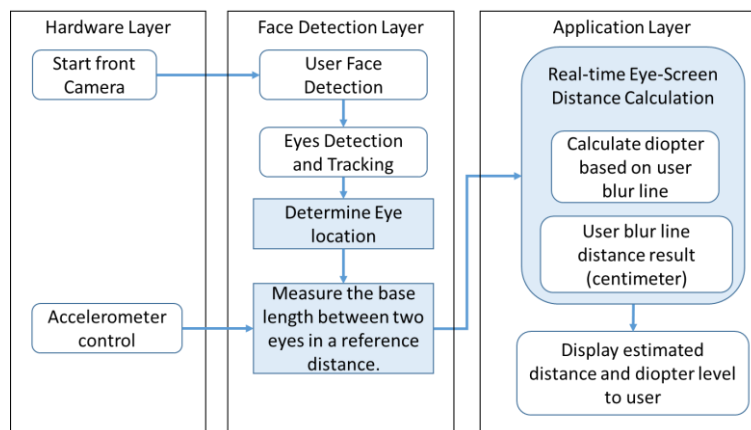 Hardware Layer
Start front
Camera
Accelerometer
control
Face Detection Layer
User Face
Detection
Eyes Detection
and Tracking
Determine Eye
location
Measure the base
length between two
eyes in a reference
distance.
Application Layer
Real-time Eye-Screen
Distance Calculation
Calculate diopter
based on user
blur line
User blur line
distance result
(centimeter)
Display estimated
distance and diopter level
to user